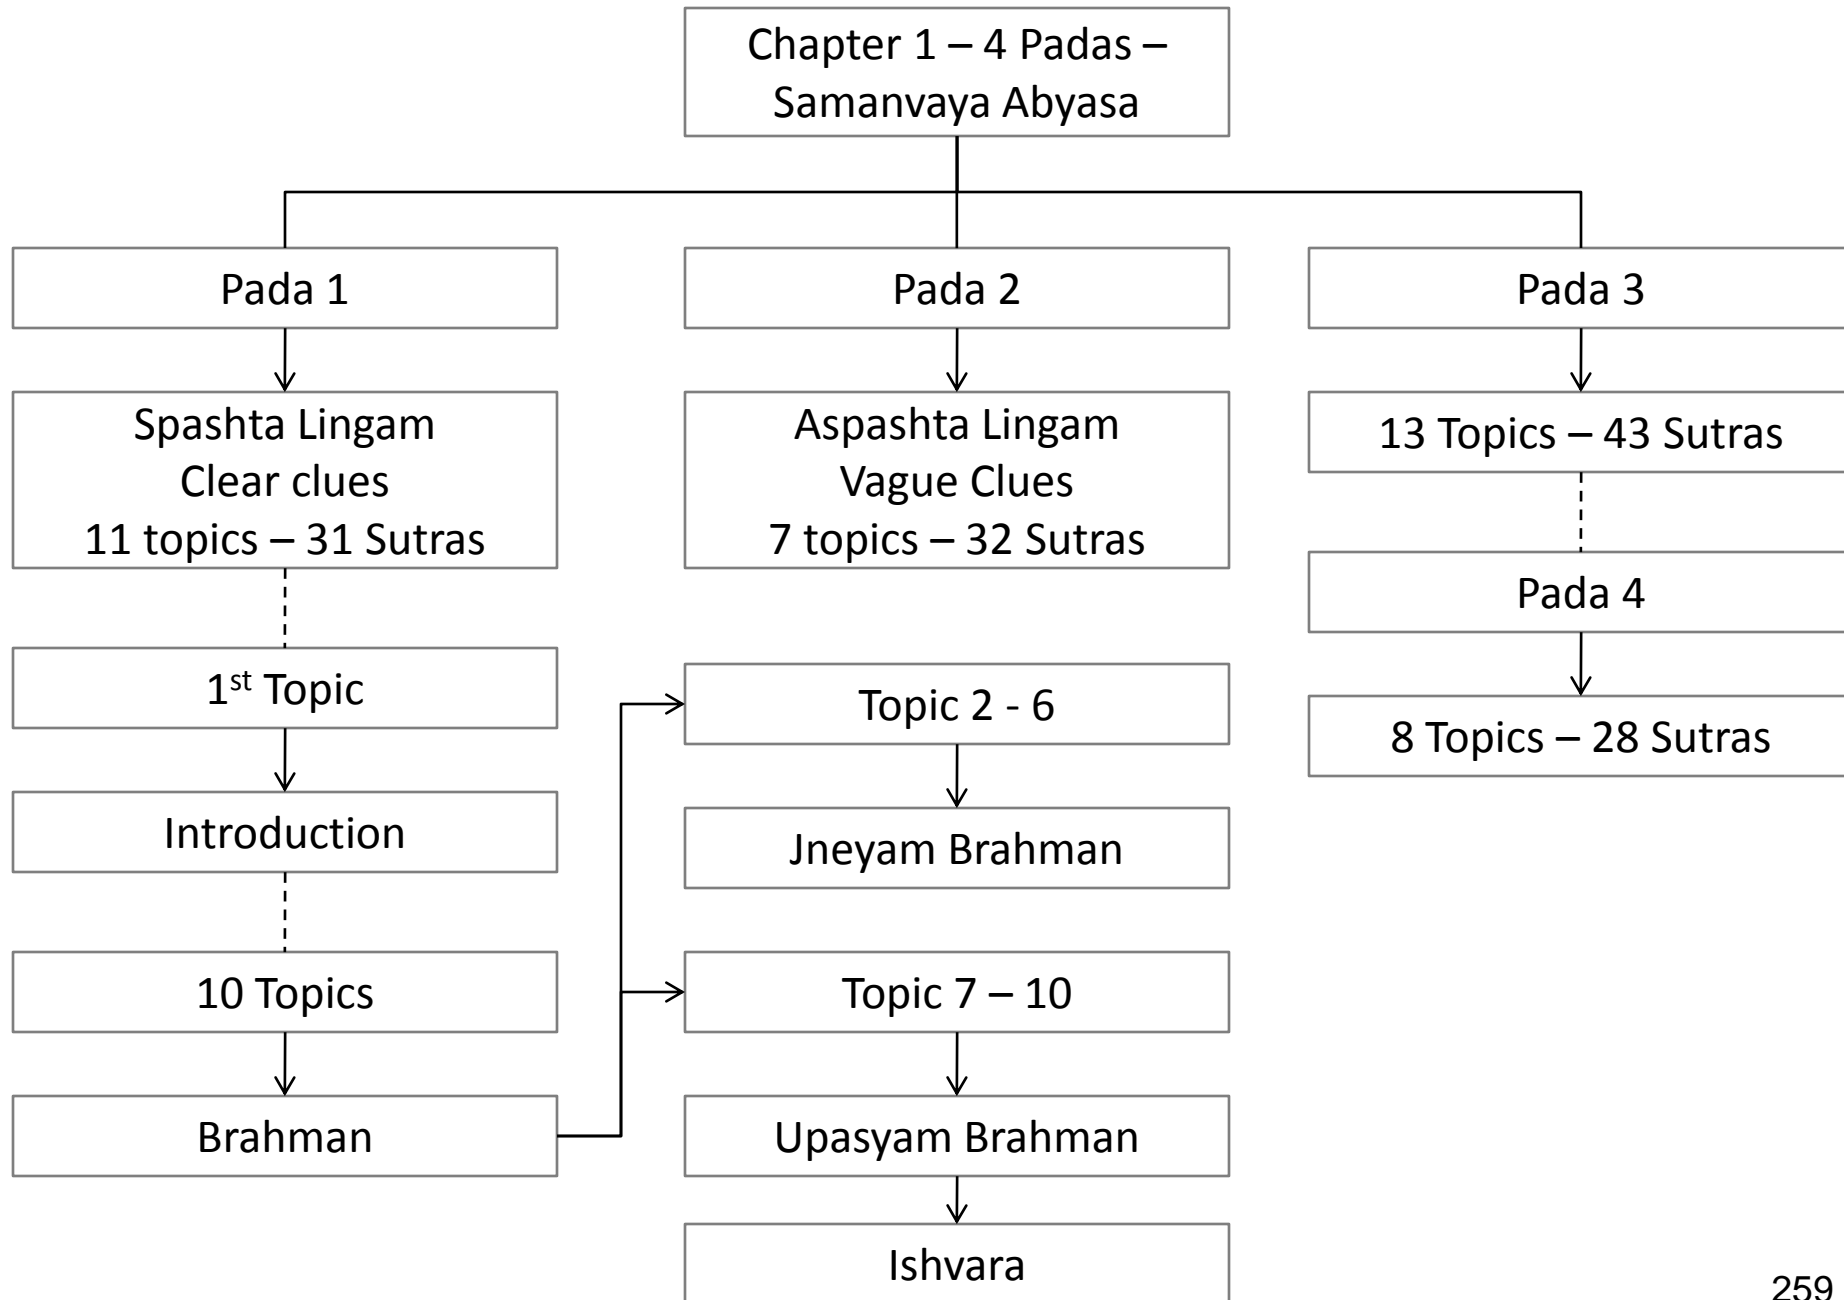 Chapter 1 – 4 Padas –
Samanvaya Abyasa
Pada 1
Pada 2
Pada 3
Spashta Lingam
Clear clues
11 topics – 31 Sutras
Aspashta Lingam
Vague Clues
7 topics – 32 Sutras
13 Topics – 43 Sutras
Pada 4
8 Topics – 28 Sutras
1st Topic
Introduction
10 Topics
Brahman
Topic 2 - 6
Jneyam Brahman
Topic 7 – 10
Upasyam Brahman
Ishvara
259